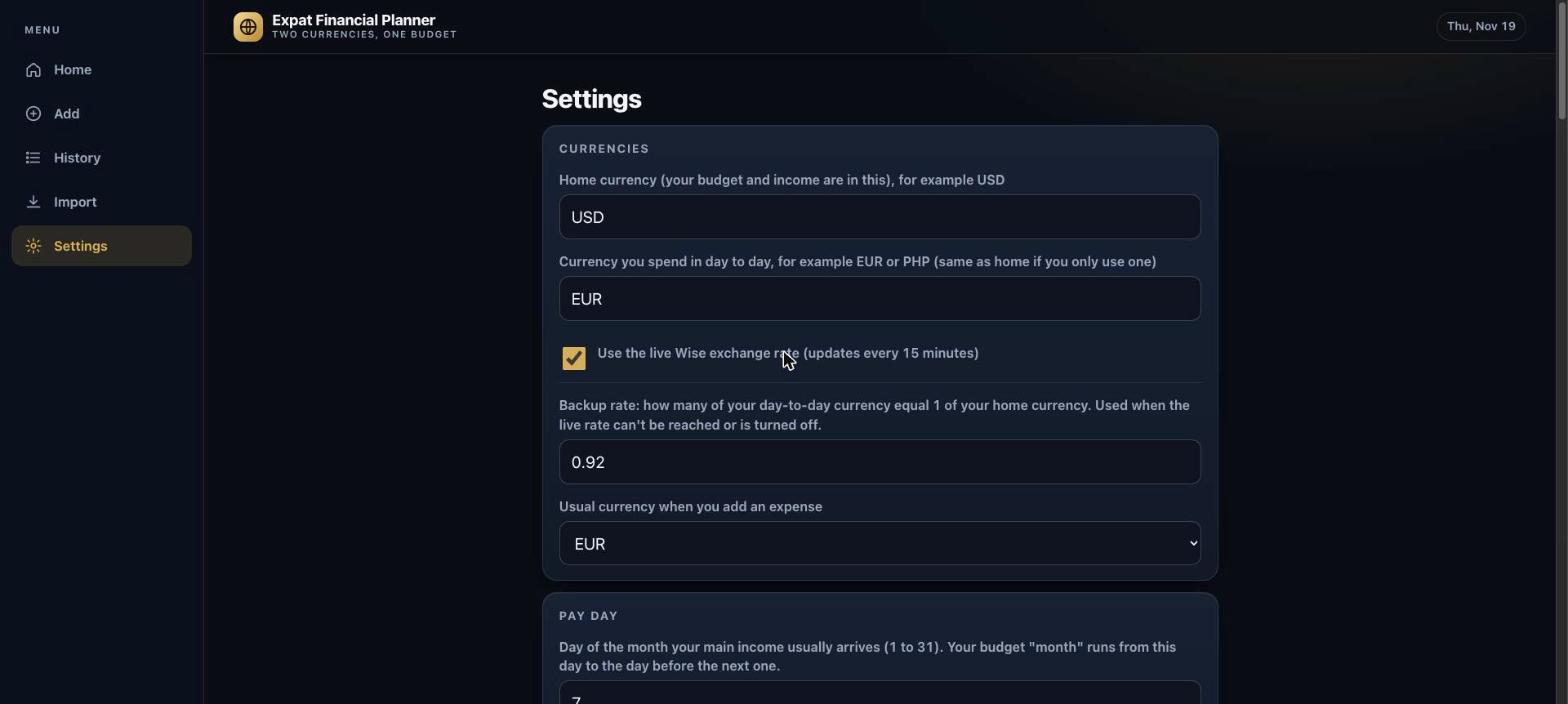 MENU
Home
Add
History
Import
Settings
Expat Financial Planner
TWO CURRENCIES, ONE BUDGET
Thu, Nov 19
Settings
CURRENCIES
Home currency (your budget and income are in this), for example USD
USD
Currency you spend in day to day, for example EUR or PHP (same as home if you only use one)
EUR
Use the live Wise exchange rate (updates every 15 minutes)
Backup rate: how many of your day-to-day currency equal 1 of your home currency. Used when the
live rate can't be reached or is turned off.
0.92
Usual currency when you add an expense
EUR
PAY DAY
Day of the month your main income usually arrives (1 to 31). Your budget "month" runs from this
day to the day before the next one.
7